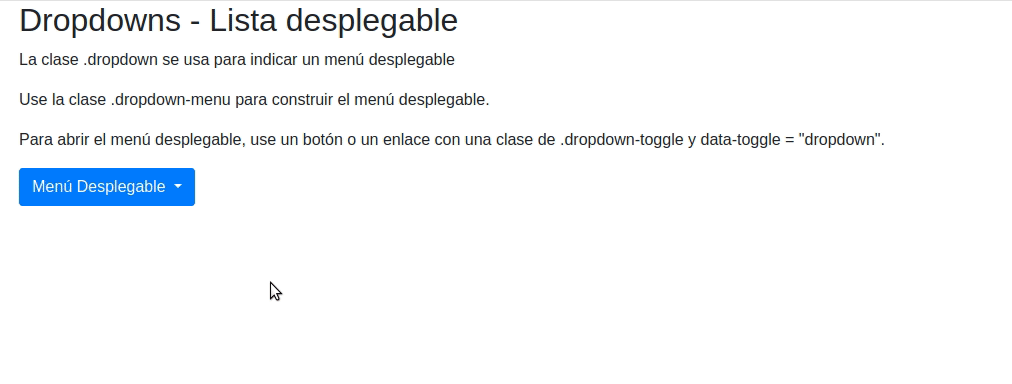 Dropdowns - Lista desplegable
La clase .dropdown se usa para indicar un menú desplegable
Use la clase .dropdown-menu para construir el menú desplegable.
Para abrir el menú desplegable, use un botón o un enlace con una clase de .dropdown-toggle y data-toggle = "dropdown".
Menú Desplegable